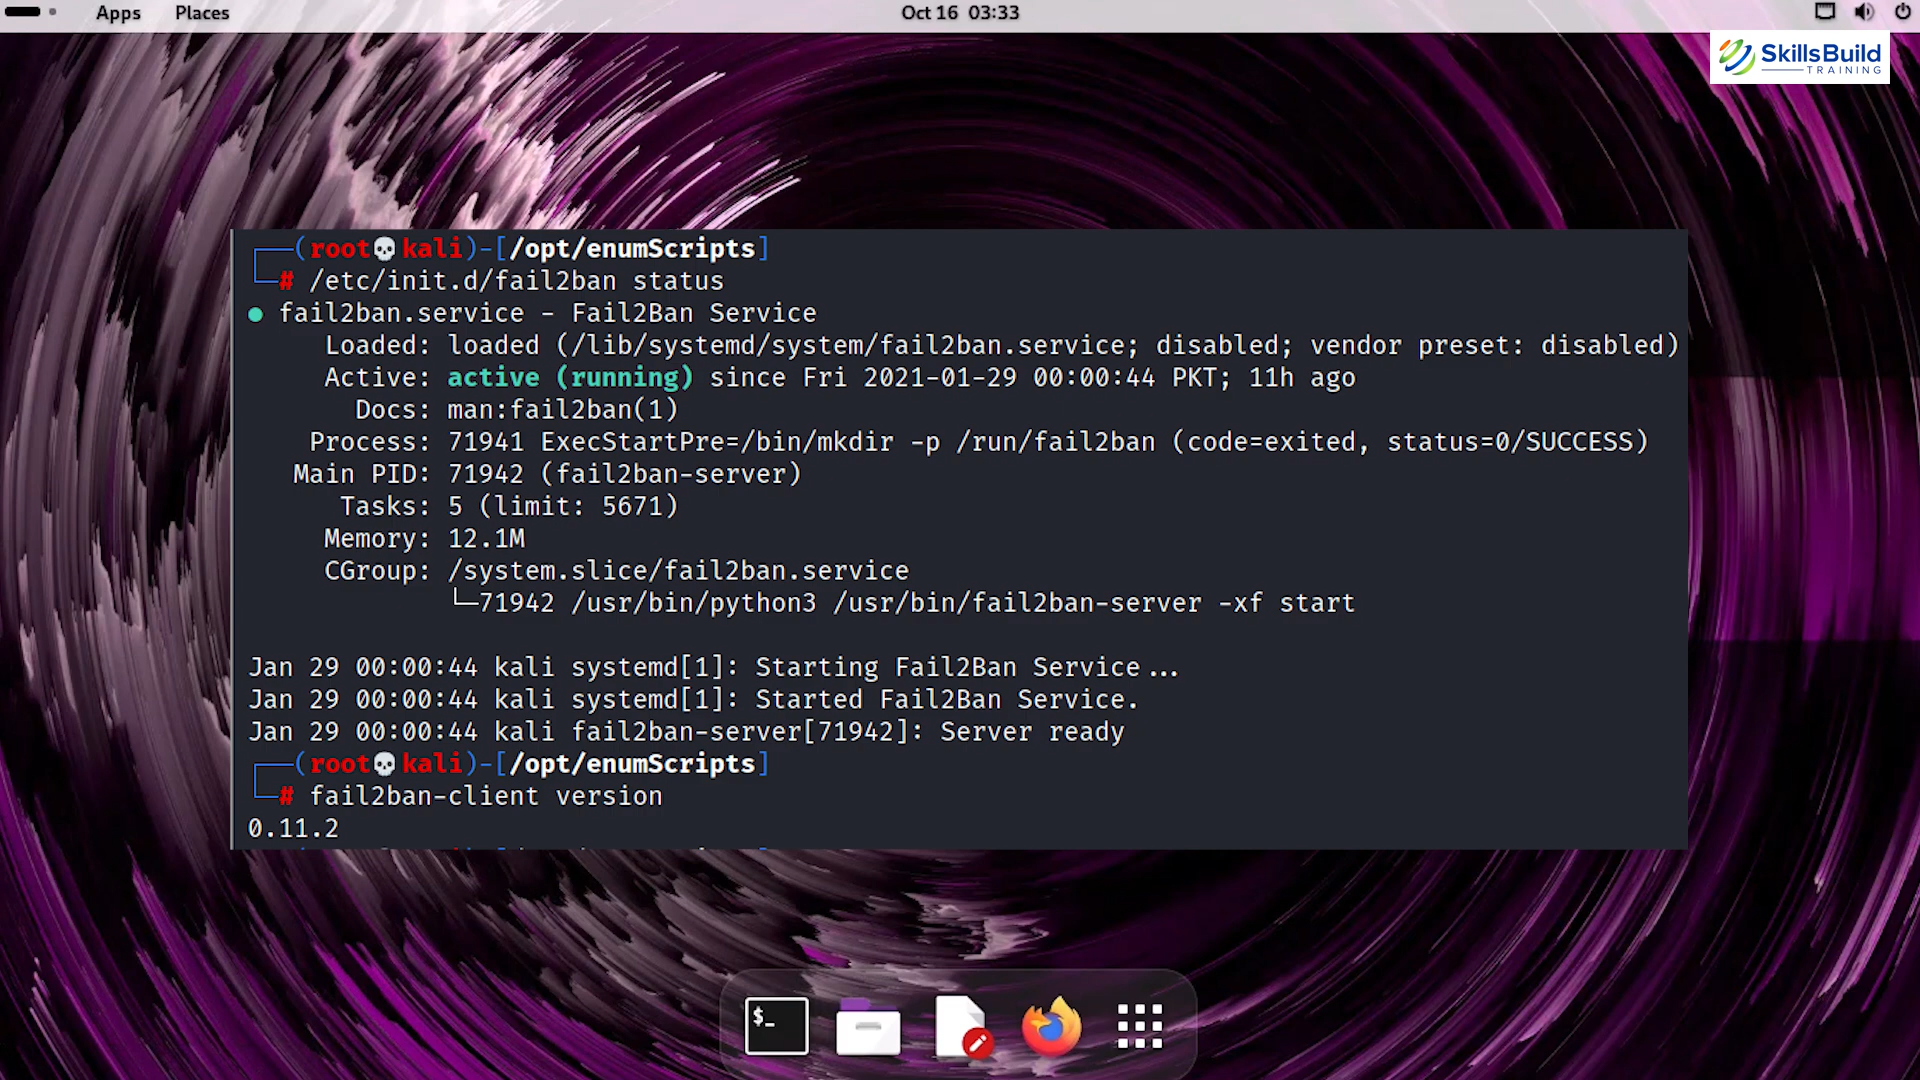 Apps Places Oct 16 03:33
SkillsBuild
TRAINING
(root💀kali)-[/opt/enumScripts]
# /etc/init.d/fail2ban status
● fail2ban.service - Fail2Ban Service
Loaded: loaded (/lib/systemd/system/fail2ban.service; disabled; vendor preset: disabled)
Active: active (running) since Fri 2021-01-29 00:00:44 PKT; 11h ago
Docs: man:fail2ban(1)
Process: 71941 ExecStartPre=/bin/mkdir -p /run/fail2ban (code=exited, status=0/SUCCESS)
Main PID: 71942 (fail2ban-server)
Tasks: 5 (limit: 5671)
Memory: 12.1M
CGroup: /system.slice/fail2ban.service
└─71942 /usr/bin/python3 /usr/bin/fail2ban-server -xf start
Jan 29 00:00:44 kali systemd[1]: Starting Fail2Ban Service...
Jan 29 00:00:44 kali systemd[1]: Started Fail2Ban Service.
Jan 29 00:00:44 kali fail2ban-server[71942]: Server ready
(root💀kali)-[/opt/enumScripts]
# fail2ban-client version
0.11.2
$_